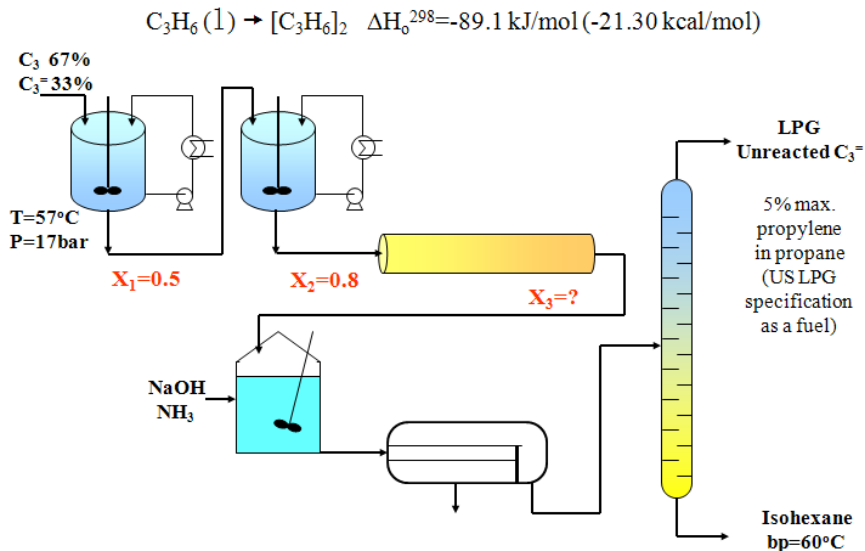 C₃H₆ (l) → [C₃H₆]₂ ΔHₒ²⁹⁸=-89.1 kJ/mol (-21.30 kcal/mol)
C₃ 67%
C₃⁼ 33%
T=57°C
P=17bar
X₁=0.5
X₂=0.8
X₃=?
NaOH
NH₃
LPG
Unreacted C₃⁼
5% max.
propylene
in propane
(US LPG
specification
as a fuel)
Isohexane
bp=60°C